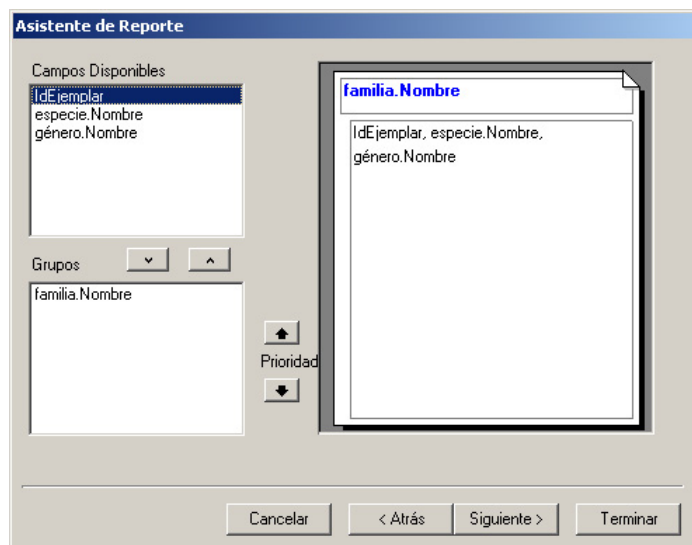 Asistente de Reporte
Campos Disponibles
IdEjemplar
especie.Nombre
género.Nombre
Grupos
familia.Nombre
Prioridad
familia.Nombre
IdEjemplar, especie.Nombre,
género.Nombre
Cancelar
< Atrás
Siguiente >
Terminar